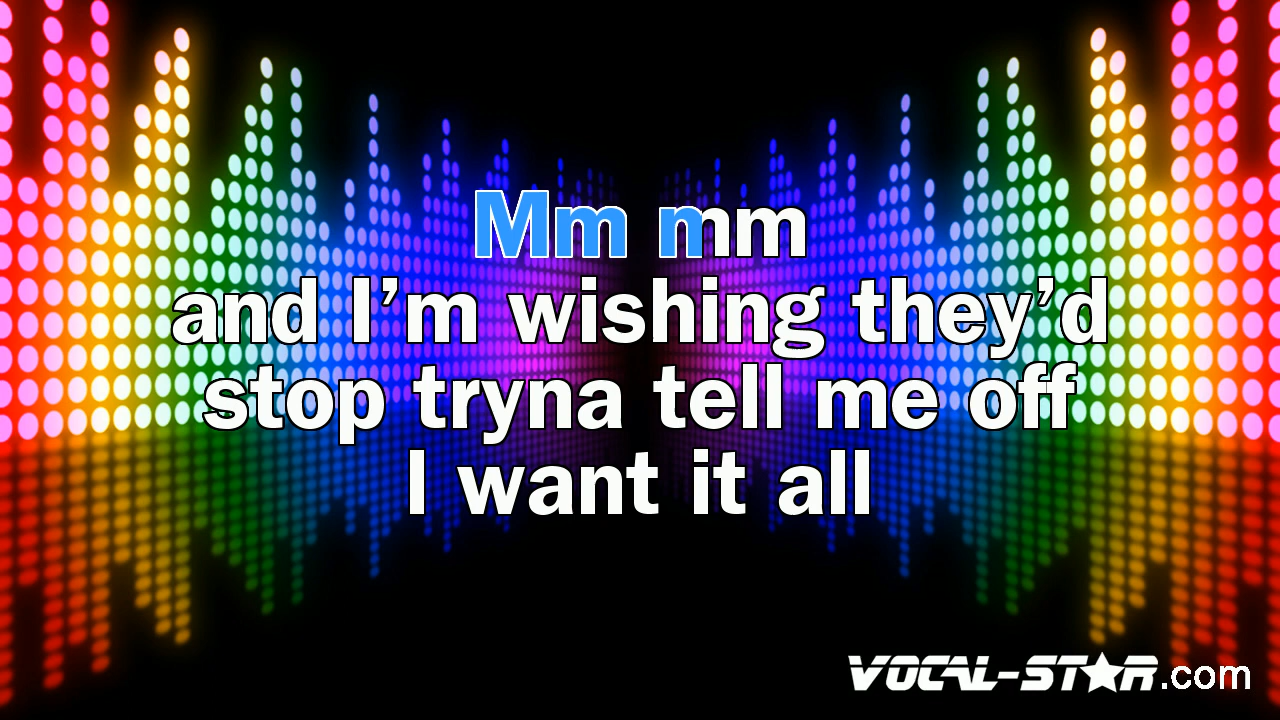 Mm mm
and I’m wishing they’d
stop tryna tell me off
I want it all
VOCAL-STAR.com